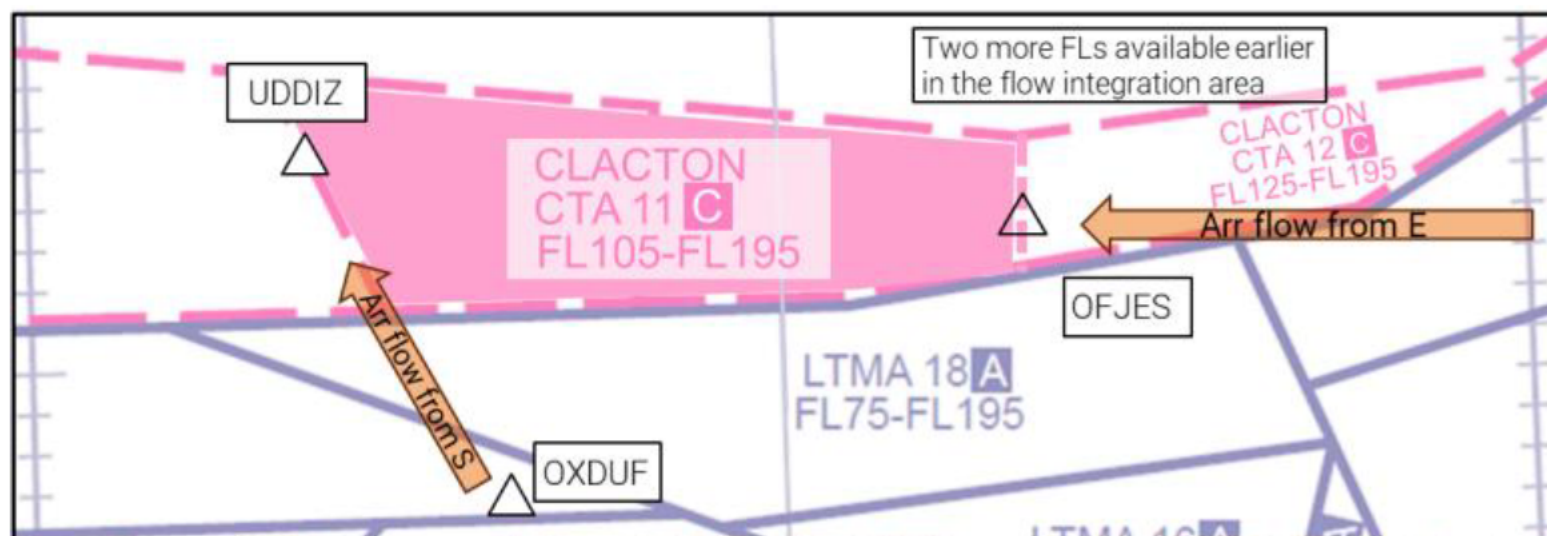 UDDIZ
Two more FLs available earlier
in the flow integration area
CLACTON
CTA 11 C
FL105-FL195
CLACTON
CTA 12 C
FL125-FL195
Arr flow from E
Arr flow from S
OFJES
LTMA 18 A
FL75-FL195
OXDUF